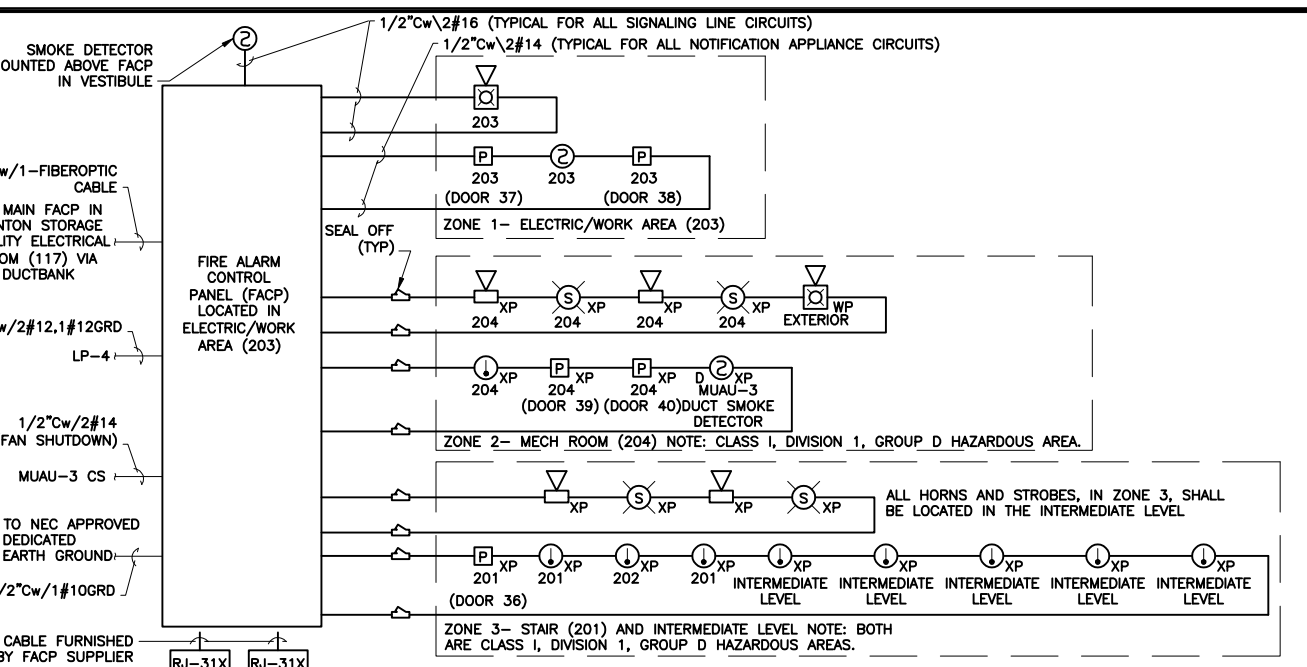 1/2"Cw\2#16 (TYPICAL FOR ALL SIGNALING LINE CIRCUITS)
1/2"Cw\2#14 (TYPICAL FOR ALL NOTIFICATION APPLIANCE CIRCUITS)
SMOKE DETECTOR
OUNTED ABOVE FACP
IN VESTIBULE
S
203
P
203
(DOOR 37)
S
203
P
203
(DOOR 38)
ZONE 1- ELECTRIC/WORK AREA (203)
w/1-FIBEROPTIC
CABLE
MAIN FACP IN
NTON STORAGE
LITY ELECTRICAL
OM (117) VIA
DUCTBANK
SEAL OFF
(TYP)
FIRE ALARM
CONTROL
PANEL (FACP)
LOCATED IN
ELECTRIC/WORK
AREA (203)
XP
204
S
XP
204
XP
204
S
XP
204
WP
EXTERIOR
w/2#12,1#12GRD
LP-4
XP
204
P
XP
204
(DOOR 39)
P
XP
204
(DOOR 40)
D
S
XP
MUAU-3
DUCT SMOKE
DETECTOR
ZONE 2- MECH ROOM (204) NOTE: CLASS I, DIVISION 1, GROUP D HAZARDOUS AREA.
1/2"Cw/2#14
FAN SHUTDOWN)
MUAU-3 CS
XP
S
XP
XP
S
XP
ALL HORNS AND STROBES, IN ZONE 3, SHALL
BE LOCATED IN THE INTERMEDIATE LEVEL
TO NEC APPROVED
DEDICATED
EARTH GROUND
/2"Cw/1#10GRD
P
XP
201
(DOOR 36)
XP
201
XP
202
XP
201
XP
INTERMEDIATE
LEVEL
XP
INTERMEDIATE
LEVEL
XP
INTERMEDIATE
LEVEL
XP
INTERMEDIATE
LEVEL
XP
INTERMEDIATE
LEVEL
ZONE 3- STAIR (201) AND INTERMEDIATE LEVEL NOTE: BOTH
ARE CLASS I, DIVISION 1, GROUP D HAZARDOUS AREAS.
CABLE FURNISHED
BY FACP SUPPLIER
RJ-31X
RJ-31X